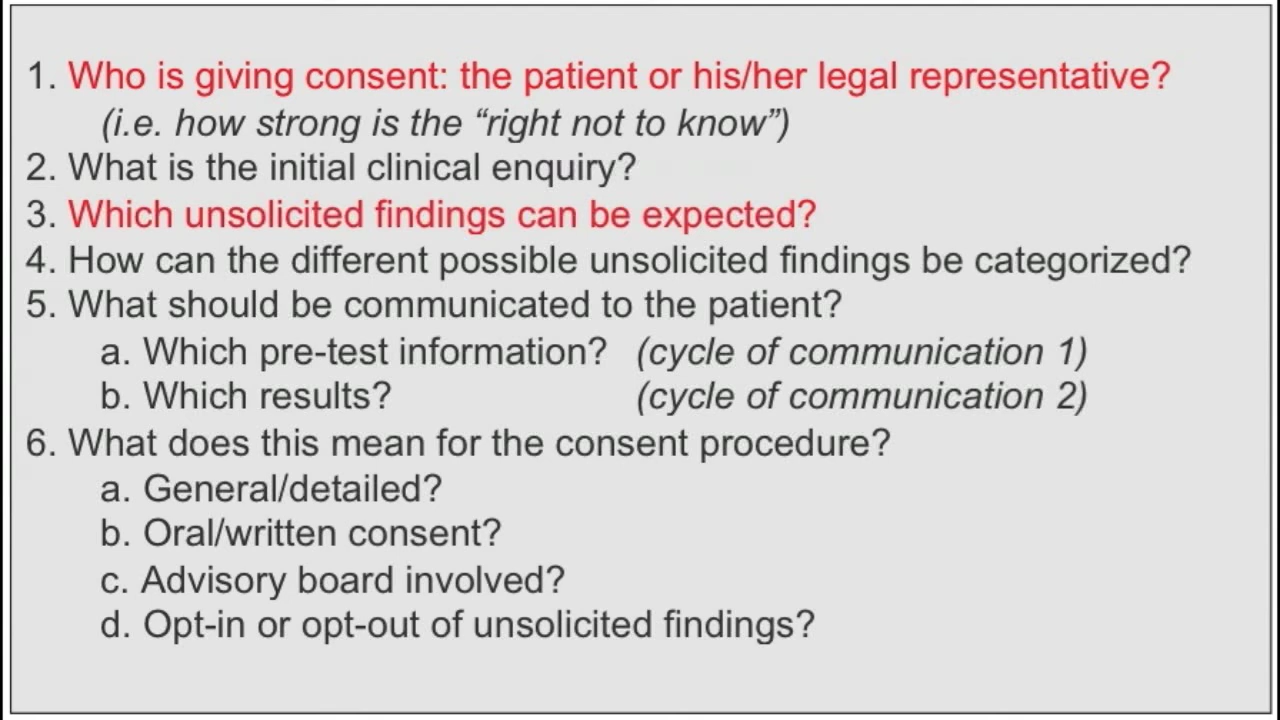 1. Who is giving consent: the patient or his/her legal representative?
(i.e. how strong is the “right not to know”)
2. What is the initial clinical enquiry?
3. Which unsolicited findings can be expected?
4. How can the different possible unsolicited findings be categorized?
5. What should be communicated to the patient?
a. Which pre-test information? (cycle of communication 1)
b. Which results? (cycle of communication 2)
6. What does this mean for the consent procedure?
a. General/detailed?
b. Oral/written consent?
c. Advisory board involved?
d. Opt-in or opt-out of unsolicited findings?